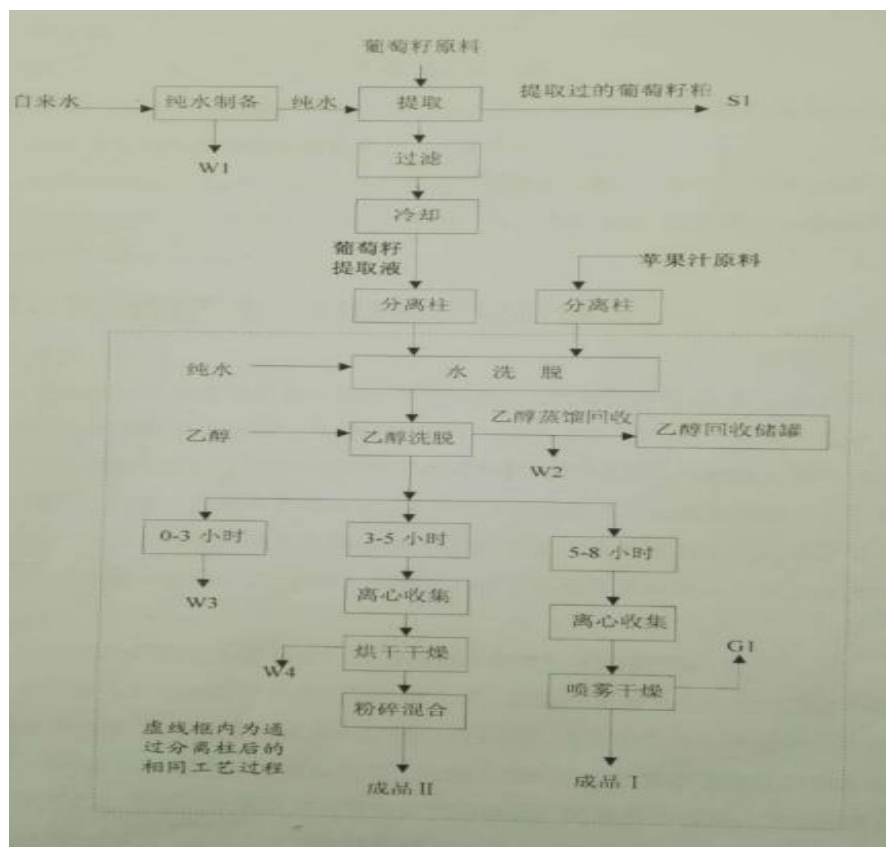 葡萄籽原料
自来水
纯水制备
纯水
提取
提取过的葡萄籽粕
S1
W1
过滤
冷却
葡萄籽
提取液
苹果汁原料
分离柱
分离柱
纯水
水 洗 脱
乙醇
乙醇洗脱
乙醇蒸馏回收
乙醇回收储罐
W2
0-3 小时
3-5 小时
5-8 小时
W3
离心收集
离心收集
W4
烘干干燥
G1
喷雾干燥
粉碎混合
虚线框内为通
过分离柱后的
相同工艺过程
成品 II
成品 I